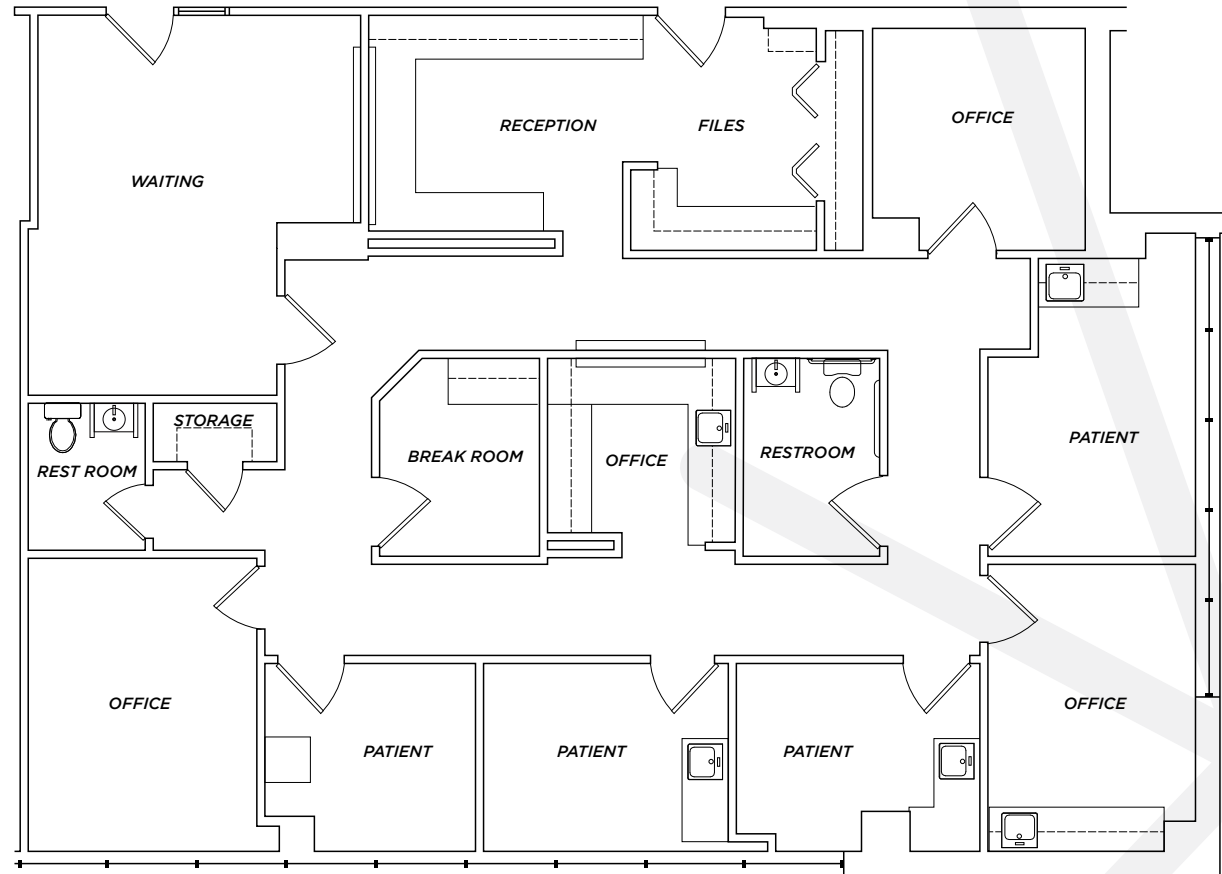 OFFICE
RECEPTION
FILES
WAITING
STORAGE
PATIENT
REST ROOM
BREAK ROOM
OFFICE
RESTROOM
OFFICE
OFFICE
PATIENT
PATIENT
PATIENT